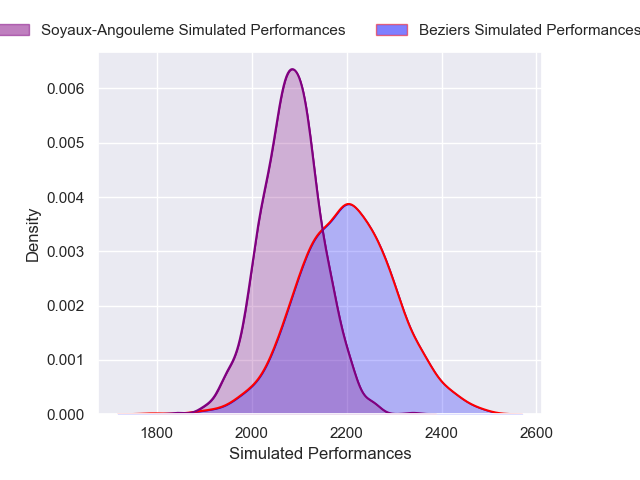 Soyaux-Angouleme Simulated Performances
Beziers Simulated Performances
0.006
0.005
0.004
0.003
0.002
0.001
0.000
Density
1800 2000 2200 2400 2600
Simulated Performances